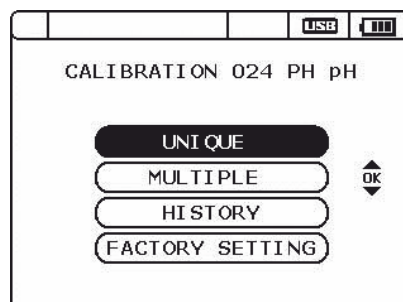 USB
CALIBRATION 024 PH pH
UNIQUE
MULTIPLE
OK
HISTORY
FACTORY SETTING